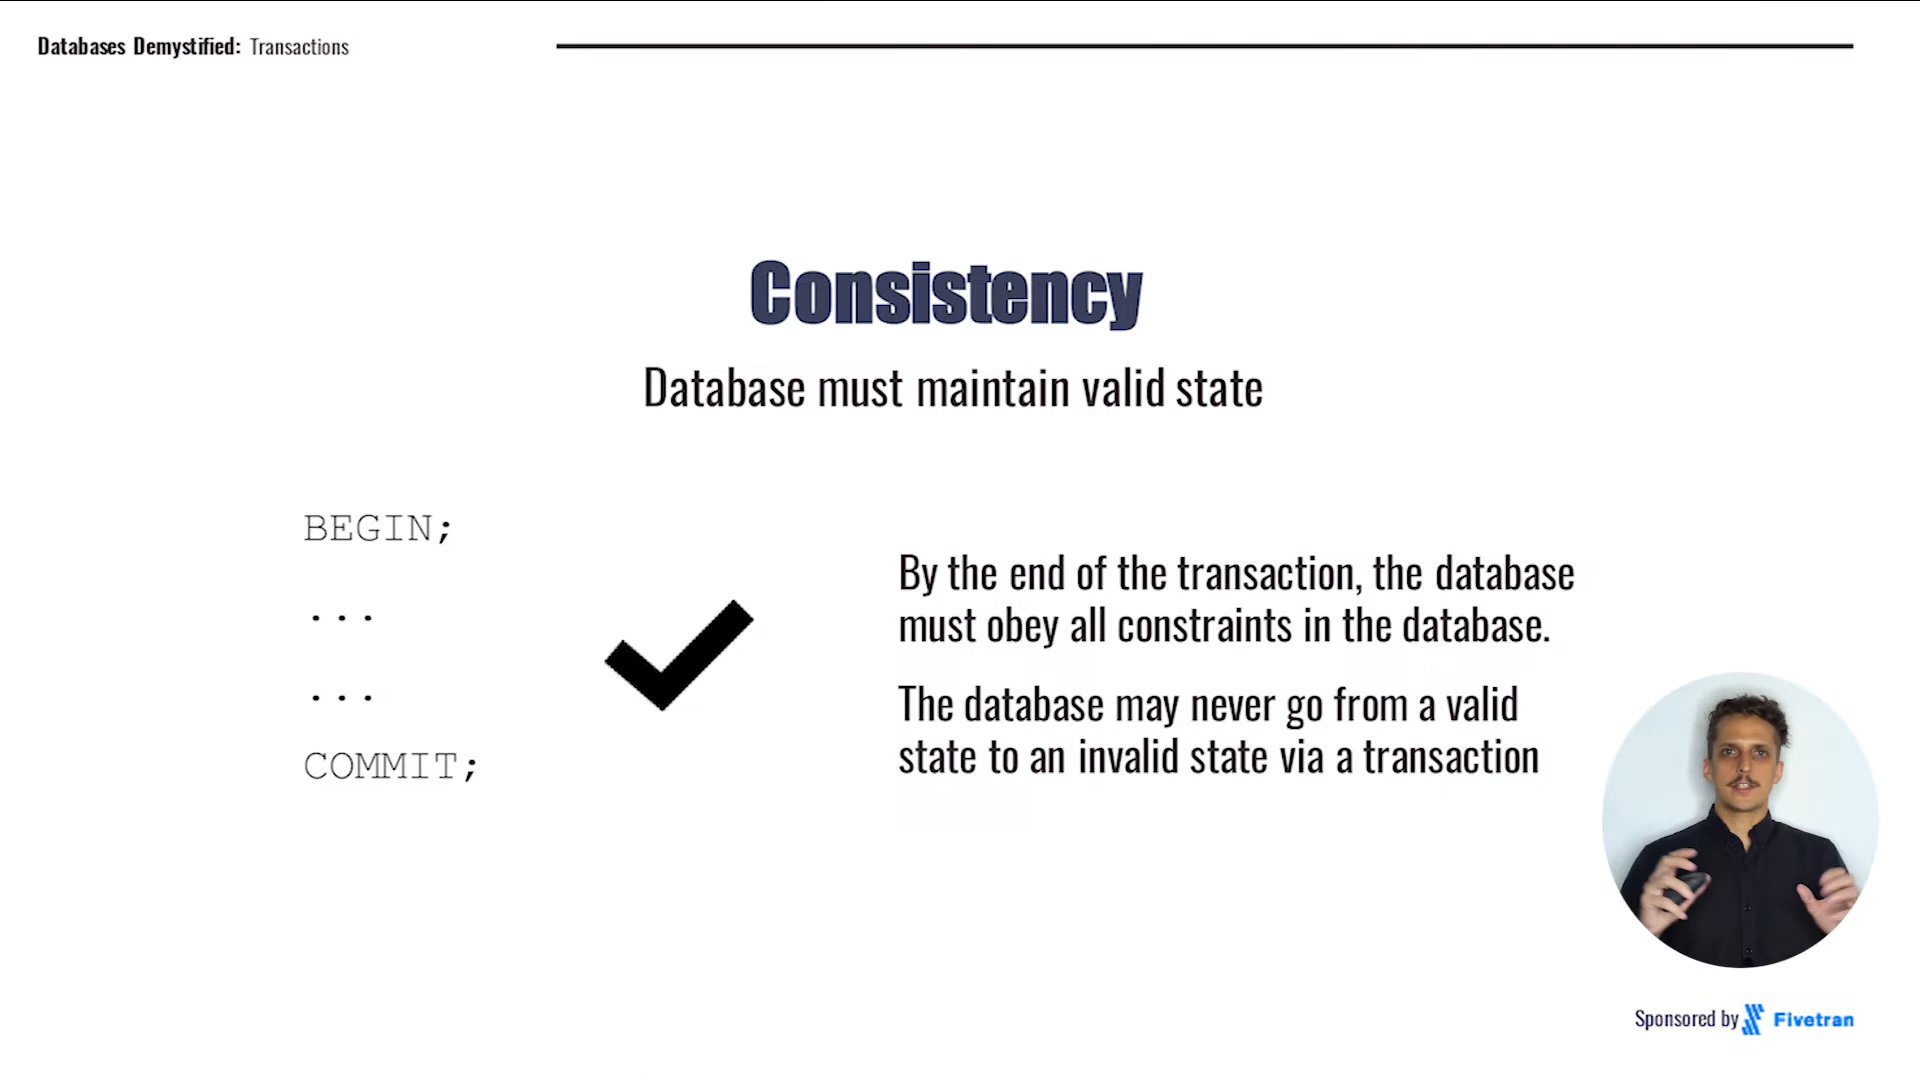 Databases Demystified: Transactions
Consistency
Database must maintain valid state
BEGIN;
...
...
COMMIT;
By the end of the transaction, the database
must obey all constraints in the database.
The database may never go from a valid
state to an invalid state via a transaction
Sponsored by Fivetran